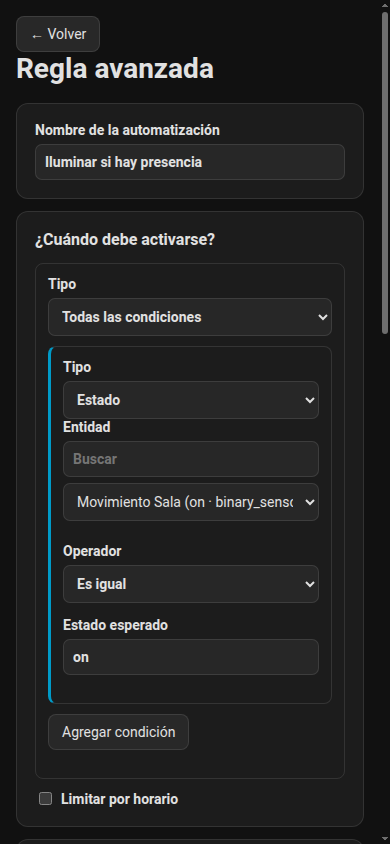 ← Volver
Regla avanzada
Nombre de la automatización
Iluminar si hay presencia
¿Cuándo debe activarse?
Tipo
Todas las condiciones
Tipo
Estado
Entidad
Buscar
Movimiento Sala (on · binary_senso
Operador
Es igual
Estado esperado
on
Agregar condición
Limitar por horario